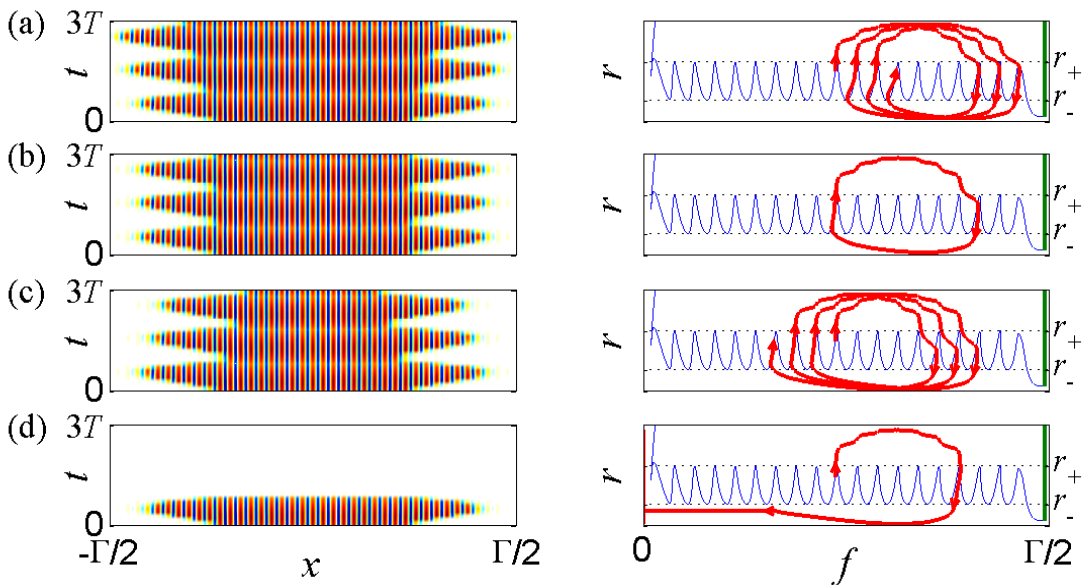 (a) 3T t 0 r r+ r-
(b) 3T t 0 r r+ r-
(c) 3T t 0 r r+ r-
(d) 3T t 0 r r+ r-
-Γ/2 x Γ/2 0 f Γ/2